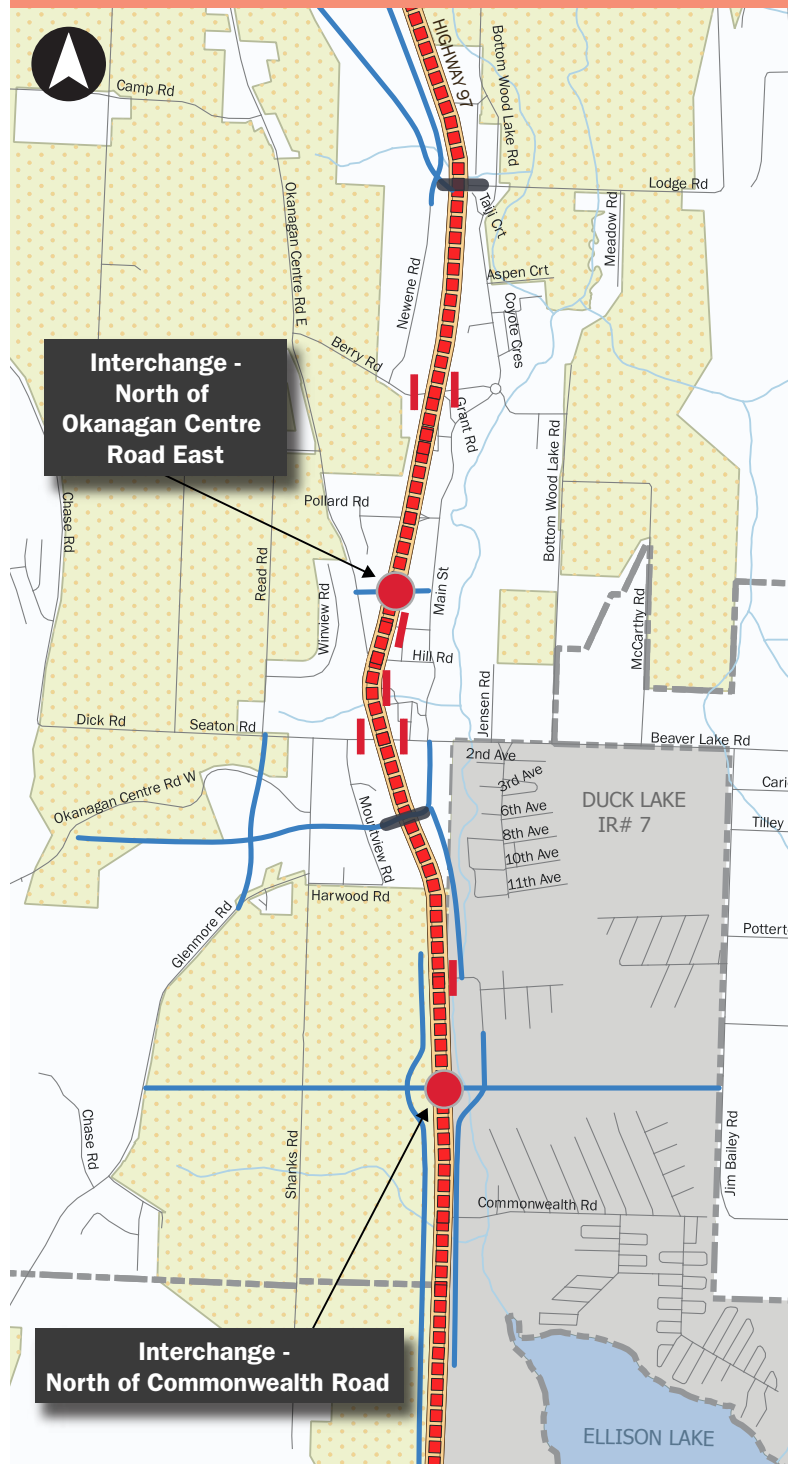 HIGHWAY 97
Bottom Wood Lake Rd
Camp Rd
Lodge Rd
Okanagan Centre Rd E
Taiji Crt
Meadow Rd
Newene Rd
Aspen Crt
Coyote Cres
Berry Rd
Interchange -
North of
Okanagan Centre
Road East
Grant Rd
Bottom Wood Lake Rd
Chase Rd
Pollard Rd
Read Rd
Winview Rd
Main St
McCarthy Rd
Hill Rd
Jensen Rd
Dick Rd
Seaton Rd
Beaver Lake Rd
2nd Ave
3rd Ave
Okanagan Centre Rd W
6th Ave
DUCK LAKE
IR# 7
Cari
Tilley
Mountview Rd
8th Ave
10th Ave
11th Ave
Harwood Rd
Glenmore Rd
Pottert
Chase Rd
Shanks Rd
Jim Bailey Rd
Commonwealth Rd
Interchange -
North of Commonwealth Road
ELLISON LAKE